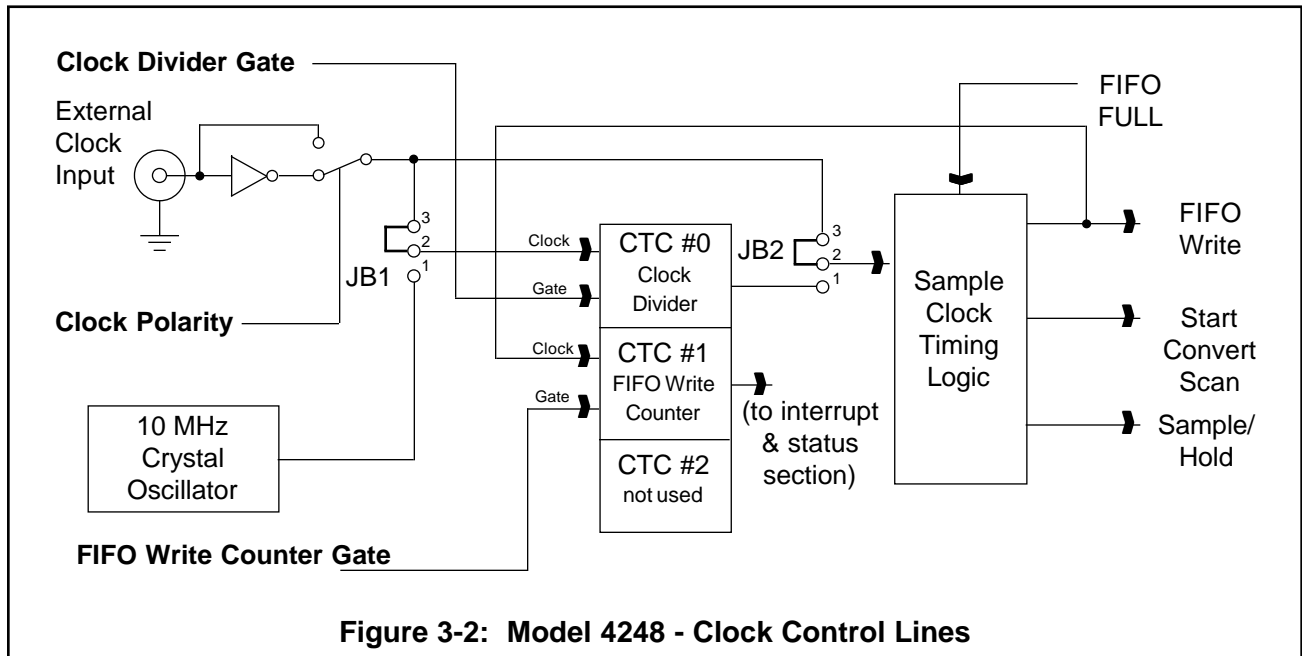 Clock Divider Gate
External
Clock
Input
FIFO
FULL
3
2
1
JB1
Clock
Gate
CTC #0
Clock
Divider
JB2
3
2
1
Sample
Clock
Timing
Logic
FIFO
Write
Start
Convert
Scan
Sample/
Hold
Clock Polarity
Clock
Gate
CTC #1
FIFO Write
Counter
(to interrupt
& status
section)
CTC #2
not used
10 MHz
Crystal
Oscillator
FIFO Write Counter Gate
Figure 3-2: Model 4248 - Clock Control Lines